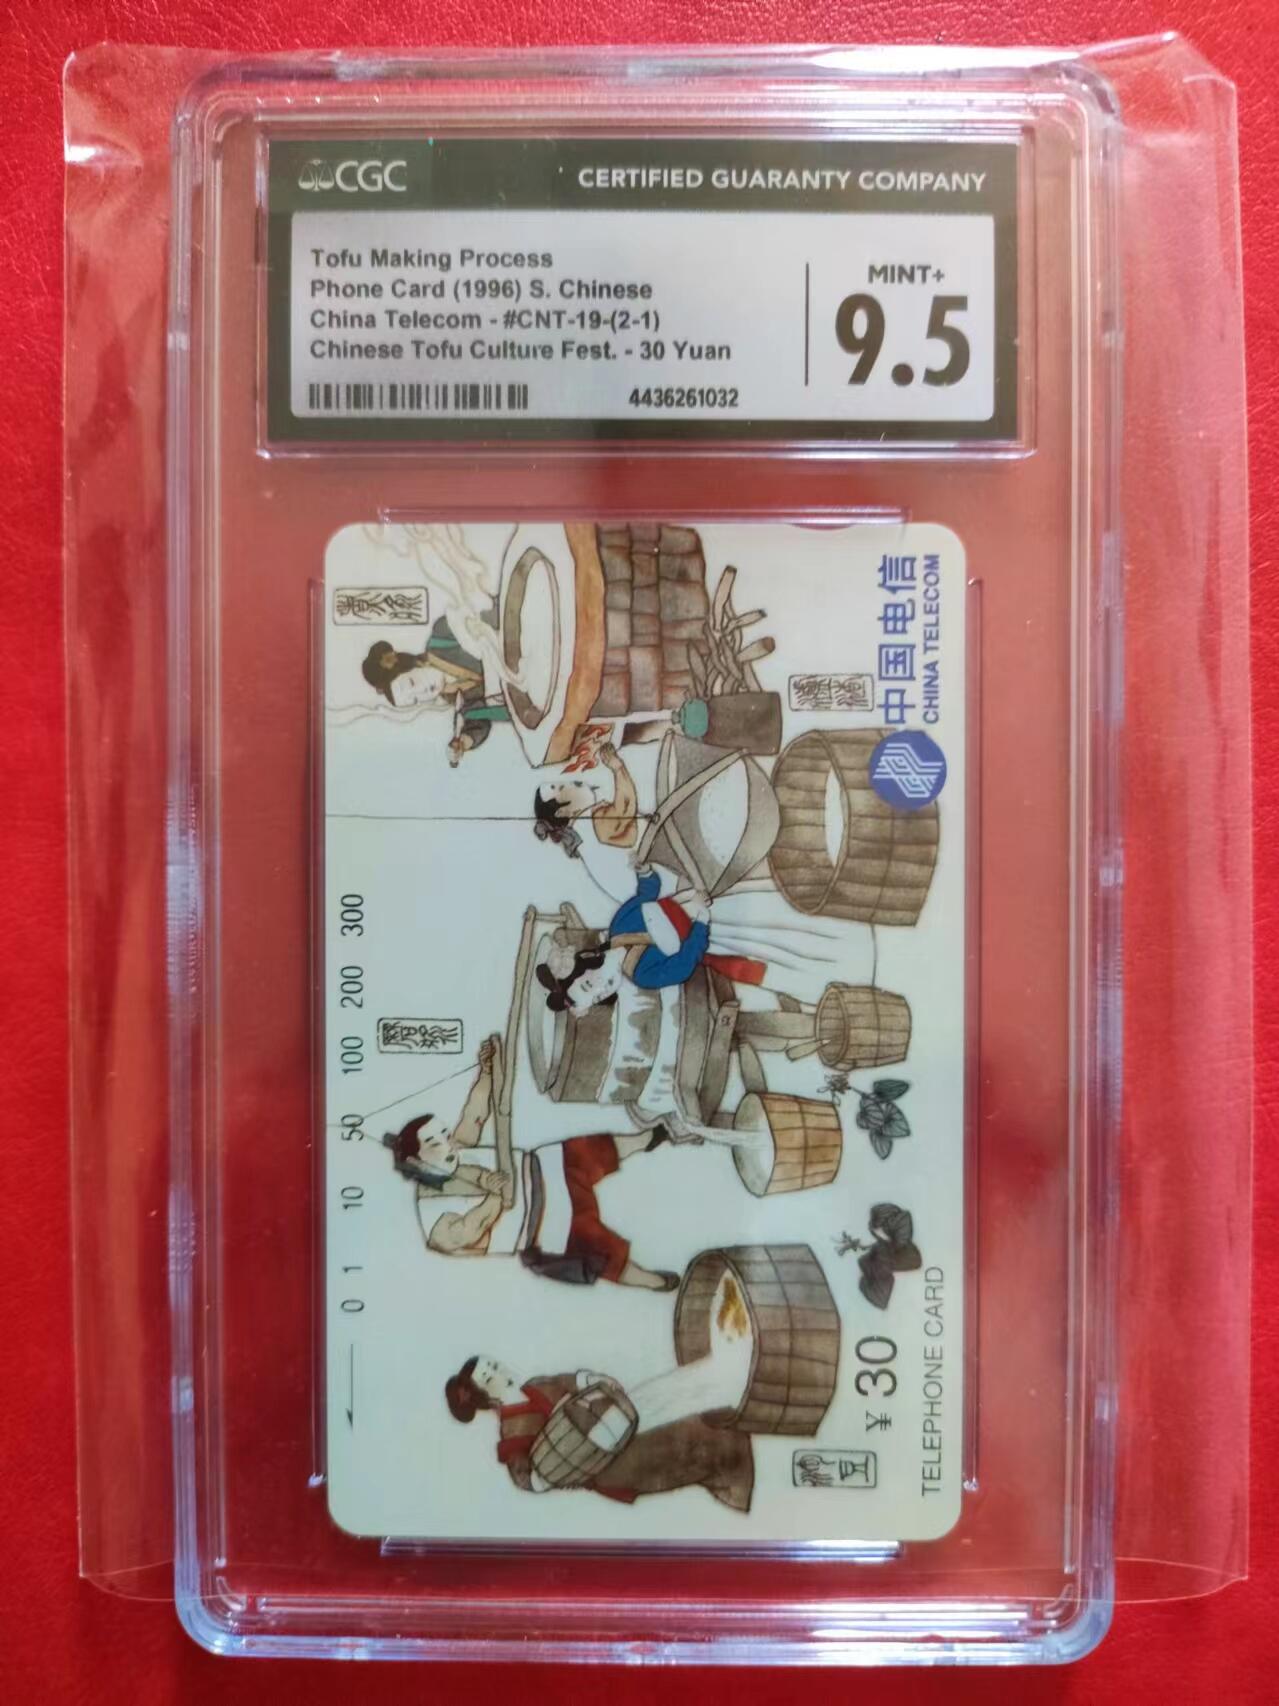 CGC
CERTIFIED GUARANTY COMPANY
Tofu Making Process
Phone Card (1996) S. Chinese
China Telecom - #CNT-19-(2-1)
Chinese Tofu Culture Fest. - 30 Yuan
4436261032
MINT+
9.5
中国电信
CHINA TELECOM
0 1 10 50 100 200 300
¥ 30
TELEPHONE CARD